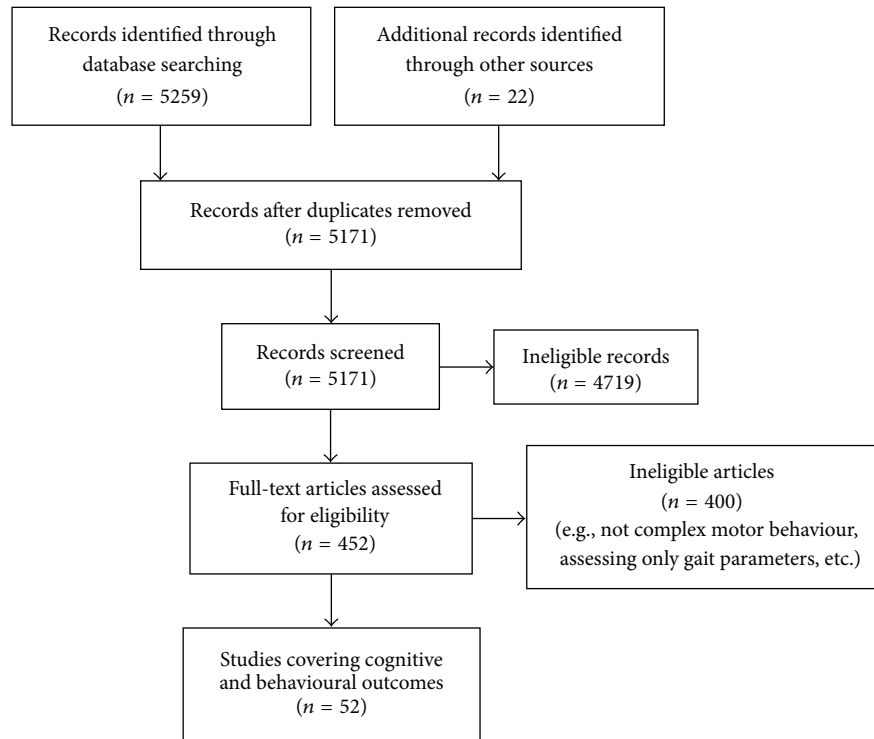 Records identified through
database searching
(n = 5259)
Additional records identified
through other sources
(n = 22)
Records after duplicates removed
(n = 5171)
Records screened
(n = 5171)
Ineligible records
(n = 4719)
Full-text articles assessed
for eligibility
(n = 452)
Ineligible articles
(n = 400)
(e.g., not complex motor behaviour,
assessing only gait parameters, etc.)
Studies covering cognitive
and behavioural outcomes
(n = 52)